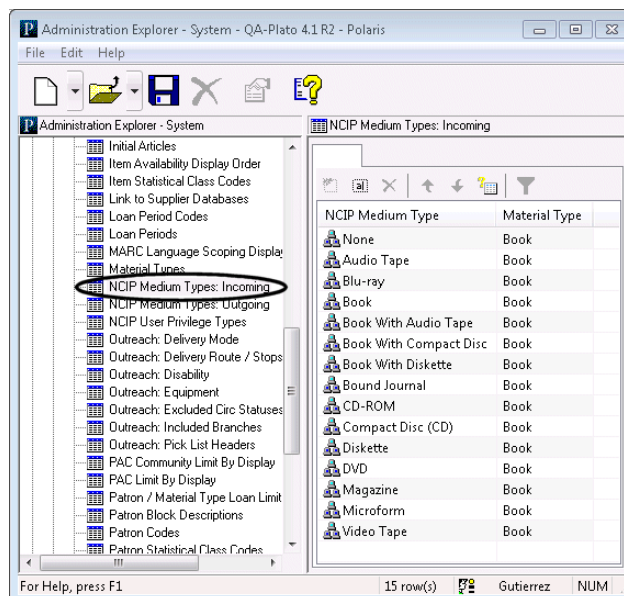 Administration Explorer - System - QA-Plato 4.1 R2 - Polaris
File Edit Help
Administration Explorer - System
Initial Articles
Item Availability Display Order
Item Statistical Class Codes
Link to Supplier Databases
Loan Period Codes
Loan Periods
MARC Language Scoping Display
Material Types
NCIP Medium Types: Incoming
NCIP Medium Types: Outgoing
NCIP User Privilege Types
Outreach: Delivery Mode
Outreach: Delivery Route / Stops
Outreach: Disability
Outreach: Equipment
Outreach: Excluded Circ Statuses
Outreach: Included Branches
Outreach: Pick List Headers
PAC Community Limit By Display
PAC Limit By Display
Patron / Material Type Loan Limit
Patron Block Descriptions
Patron Codes
Patron Statistical Class Codes
NCIP Medium Types: Incoming
NCIP Medium Type Material Type
None Book
Audio Tape Book
Blu-ray Book
Book Book
Book With Audio Tape Book
Book With Compact Disc Book
Book With Diskette Book
Bound Journal Book
CD-ROM Book
Compact Disc (CD) Book
Diskette Book
DVD Book
Magazine Book
Microform Book
Video Tape Book
For Help, press F1 15 row(s) Gutierrez NUM